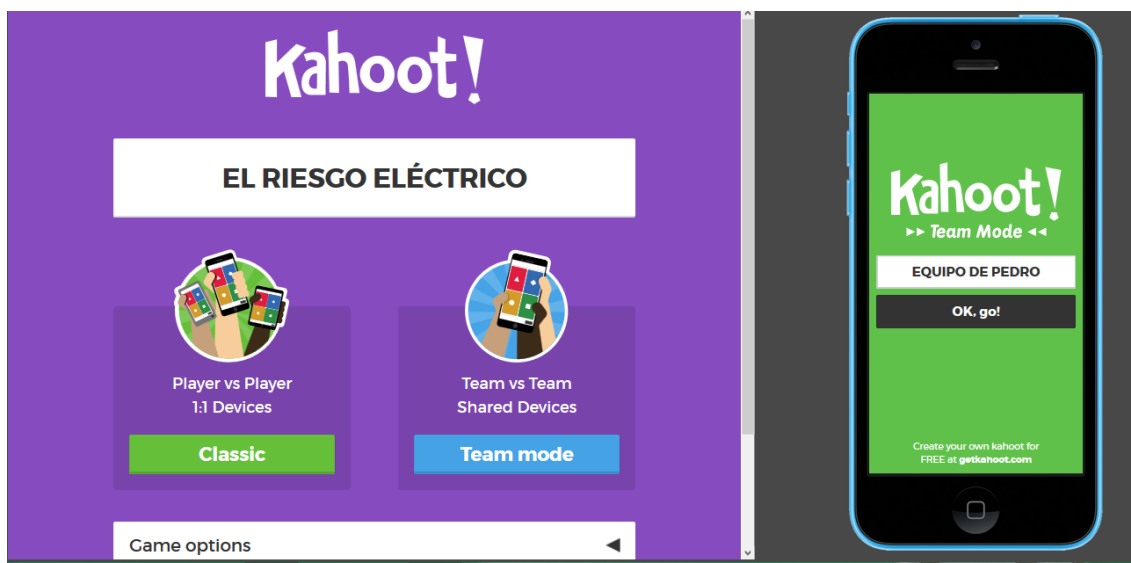 Kahoot!
EL RIESGO ELÉCTRICO
Player vs Player
1:1 Devices
Classic
Team vs Team
Shared Devices
Team mode
Game options
Kahoot!
Team Mode
EQUIPO DE PEDRO
OK, go!
Create your own kahoot for
FREE at getkahoot.com